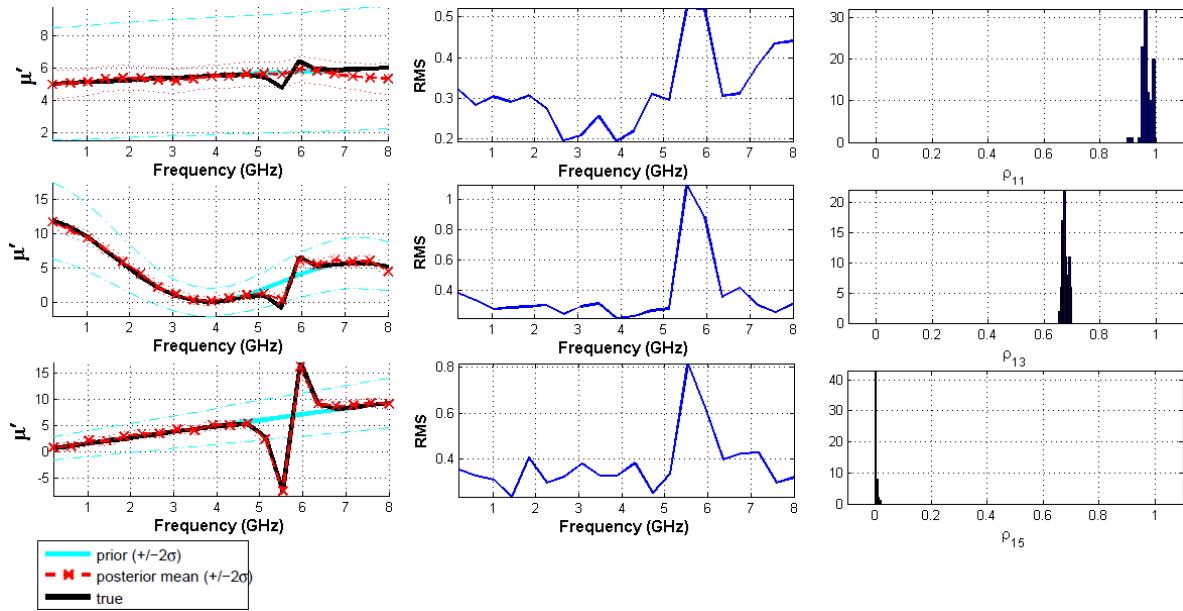 8
6
4
2
μ′
1 2 3 4 5 6 7 8
Frequency (GHz)
0.5
0.4
0.3
0.2
RMS
1 2 3 4 5 6 7 8
Frequency (GHz)
30
20
10
0
0 0.2 0.4 0.6 0.8 1
ρ11
15
10
5
0
μ′
1 2 3 4 5 6 7 8
Frequency (GHz)
1
0.8
0.6
0.4
RMS
1 2 3 4 5 6 7 8
Frequency (GHz)
20
15
10
5
0
0 0.2 0.4 0.6 0.8 1
ρ13
15
10
5
0
−5
μ′
1 2 3 4 5 6 7 8
Frequency (GHz)
0.8
0.6
0.4
RMS
1 2 3 4 5 6 7 8
Frequency (GHz)
40
30
20
10
0
0 0.2 0.4 0.6 0.8 1
ρ15
prior (+/−2σ)
posterior mean (+/−2σ)
true